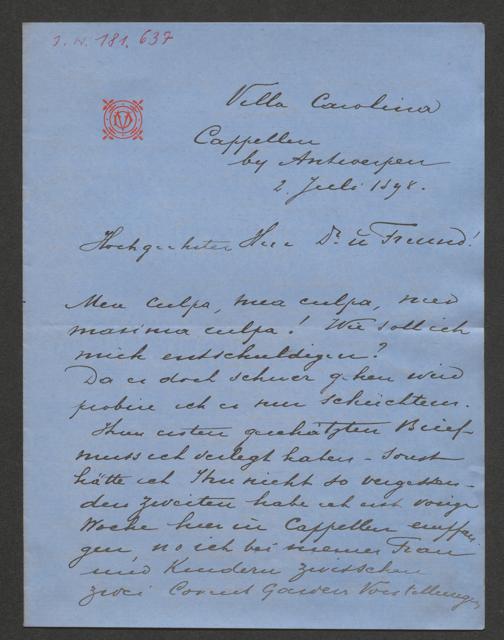 I.N. 181.637
Villa Carolina
Cappellen
by Antwerpen
2. Juli 1898.
Hochgeehrter Herr Dr. ü Freund!
Mea culpa, mea culpa, mea
maxima culpa! Wie soll ich
mich entschuldigen?
Da es doch schwer gehen wird
probire ich es nur schüchtern.
Ihren ersten geschätzten Brief
muss ich verlegt haben - sonst
hätte ich Ihn nicht so vergessen -
den zweiten habe ich erst vorige
Woche hier in Cappellen empfan-
gen, wo ich bei meiner Frau
und Kindern zwischen
zwei Covent Garden Vorstellungen